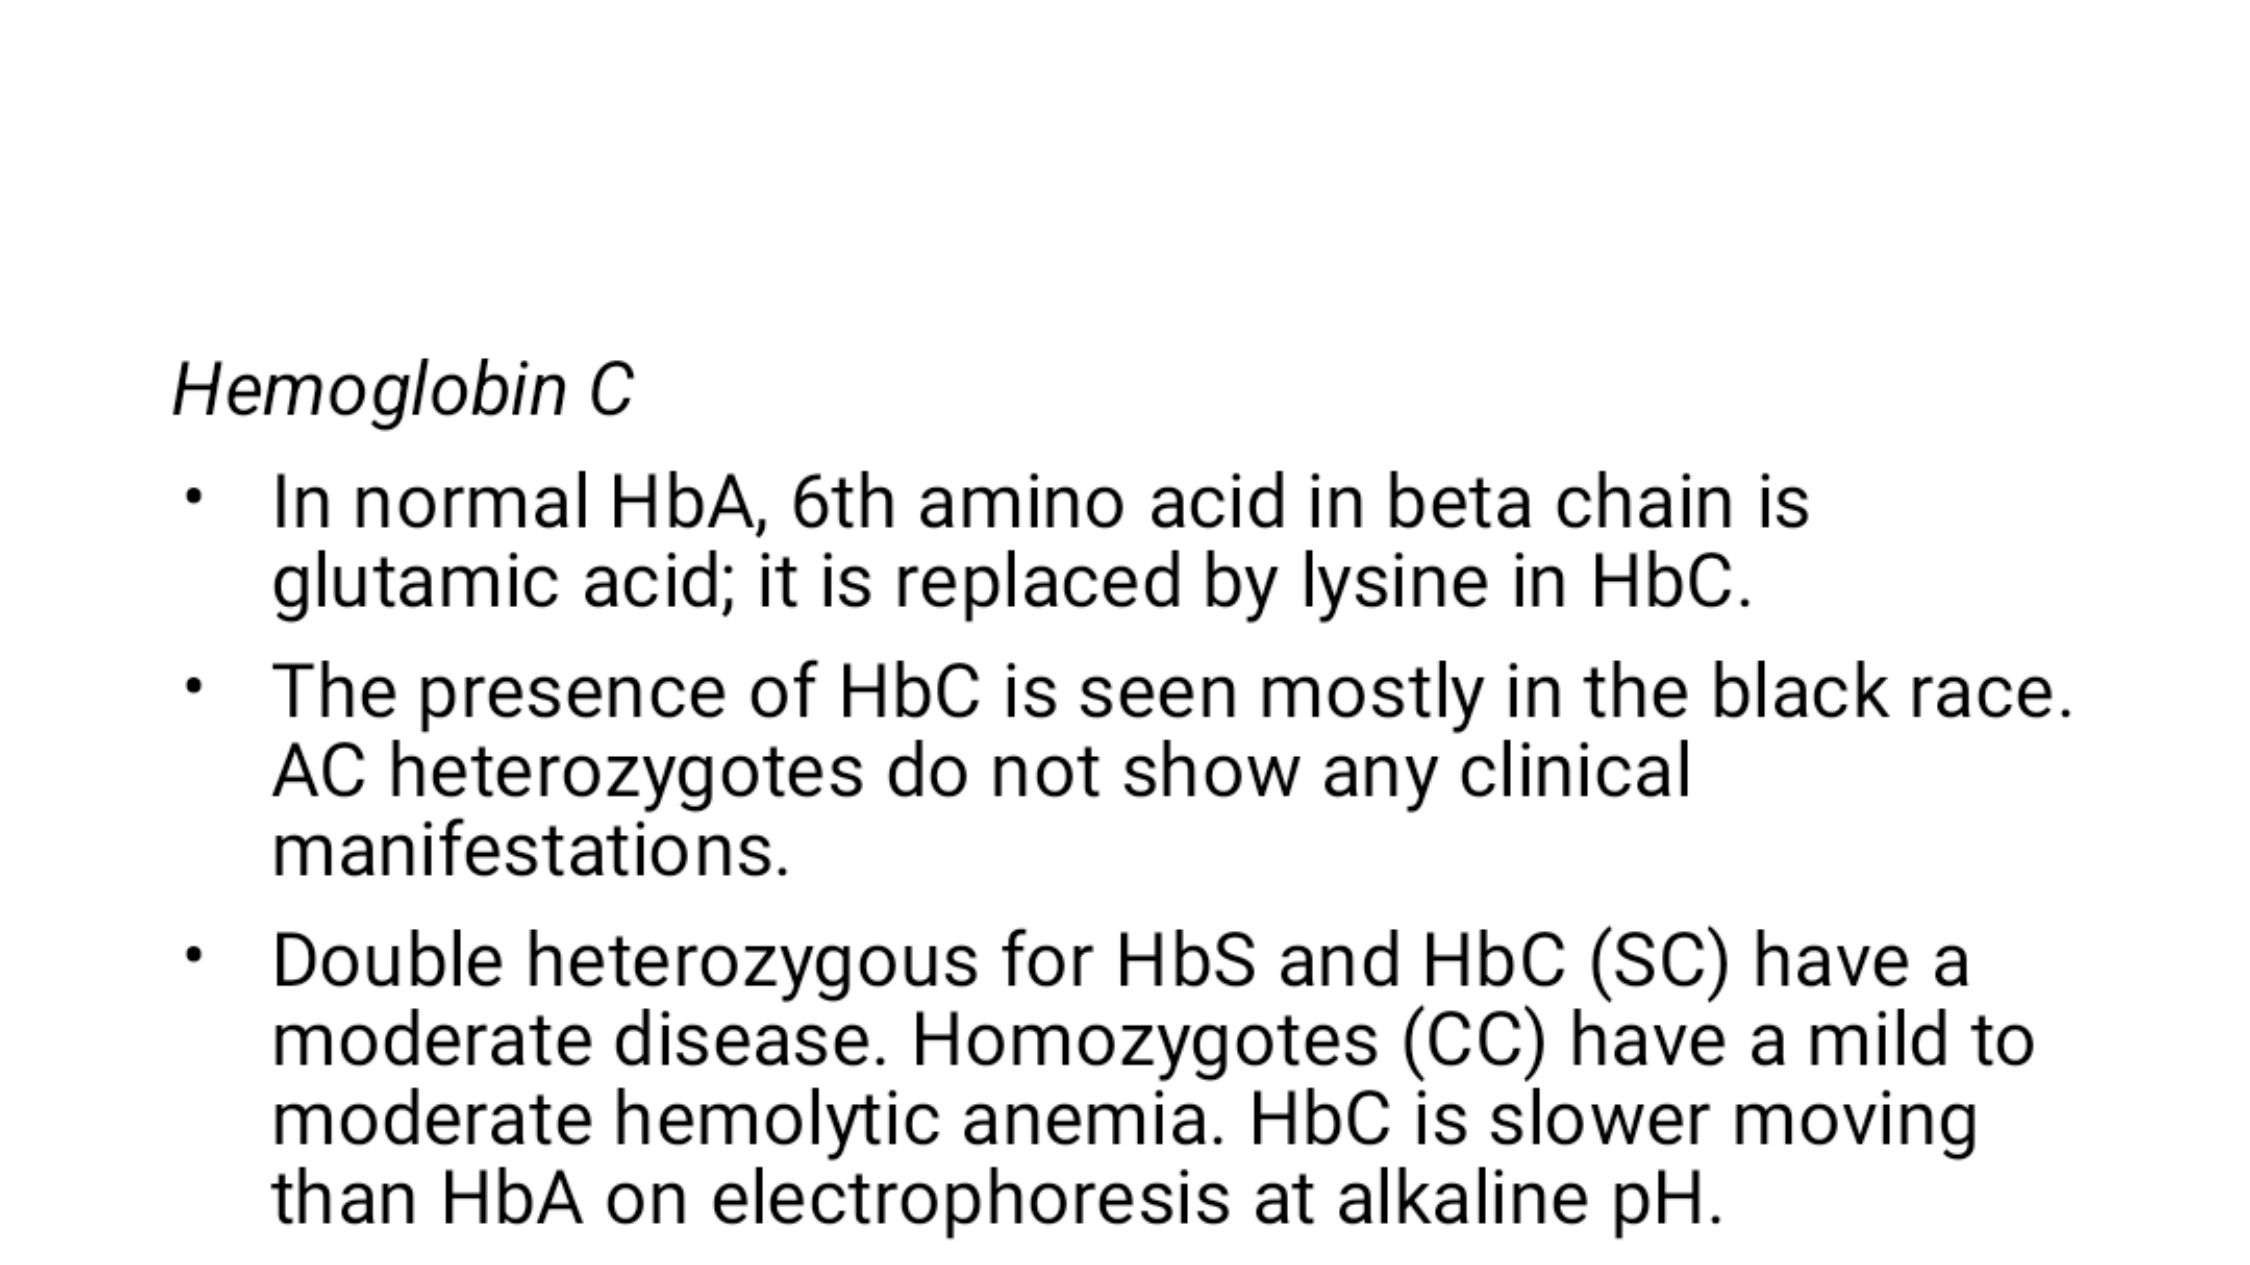 Hemoglobin C
• In normal HbA, 6th amino acid in beta chain is
glutamic acid; it is replaced by lysine in HbC.
• The presence of HbC is seen mostly in the black race.
AC heterozygotes do not show any clinical
manifestations.
• Double heterozygous for HbS and HbC (SC) have a
moderate disease. Homozygotes (CC) have a mild to
moderate hemolytic anemia. HbC is slower moving
than HbA on electrophoresis at alkaline pH.